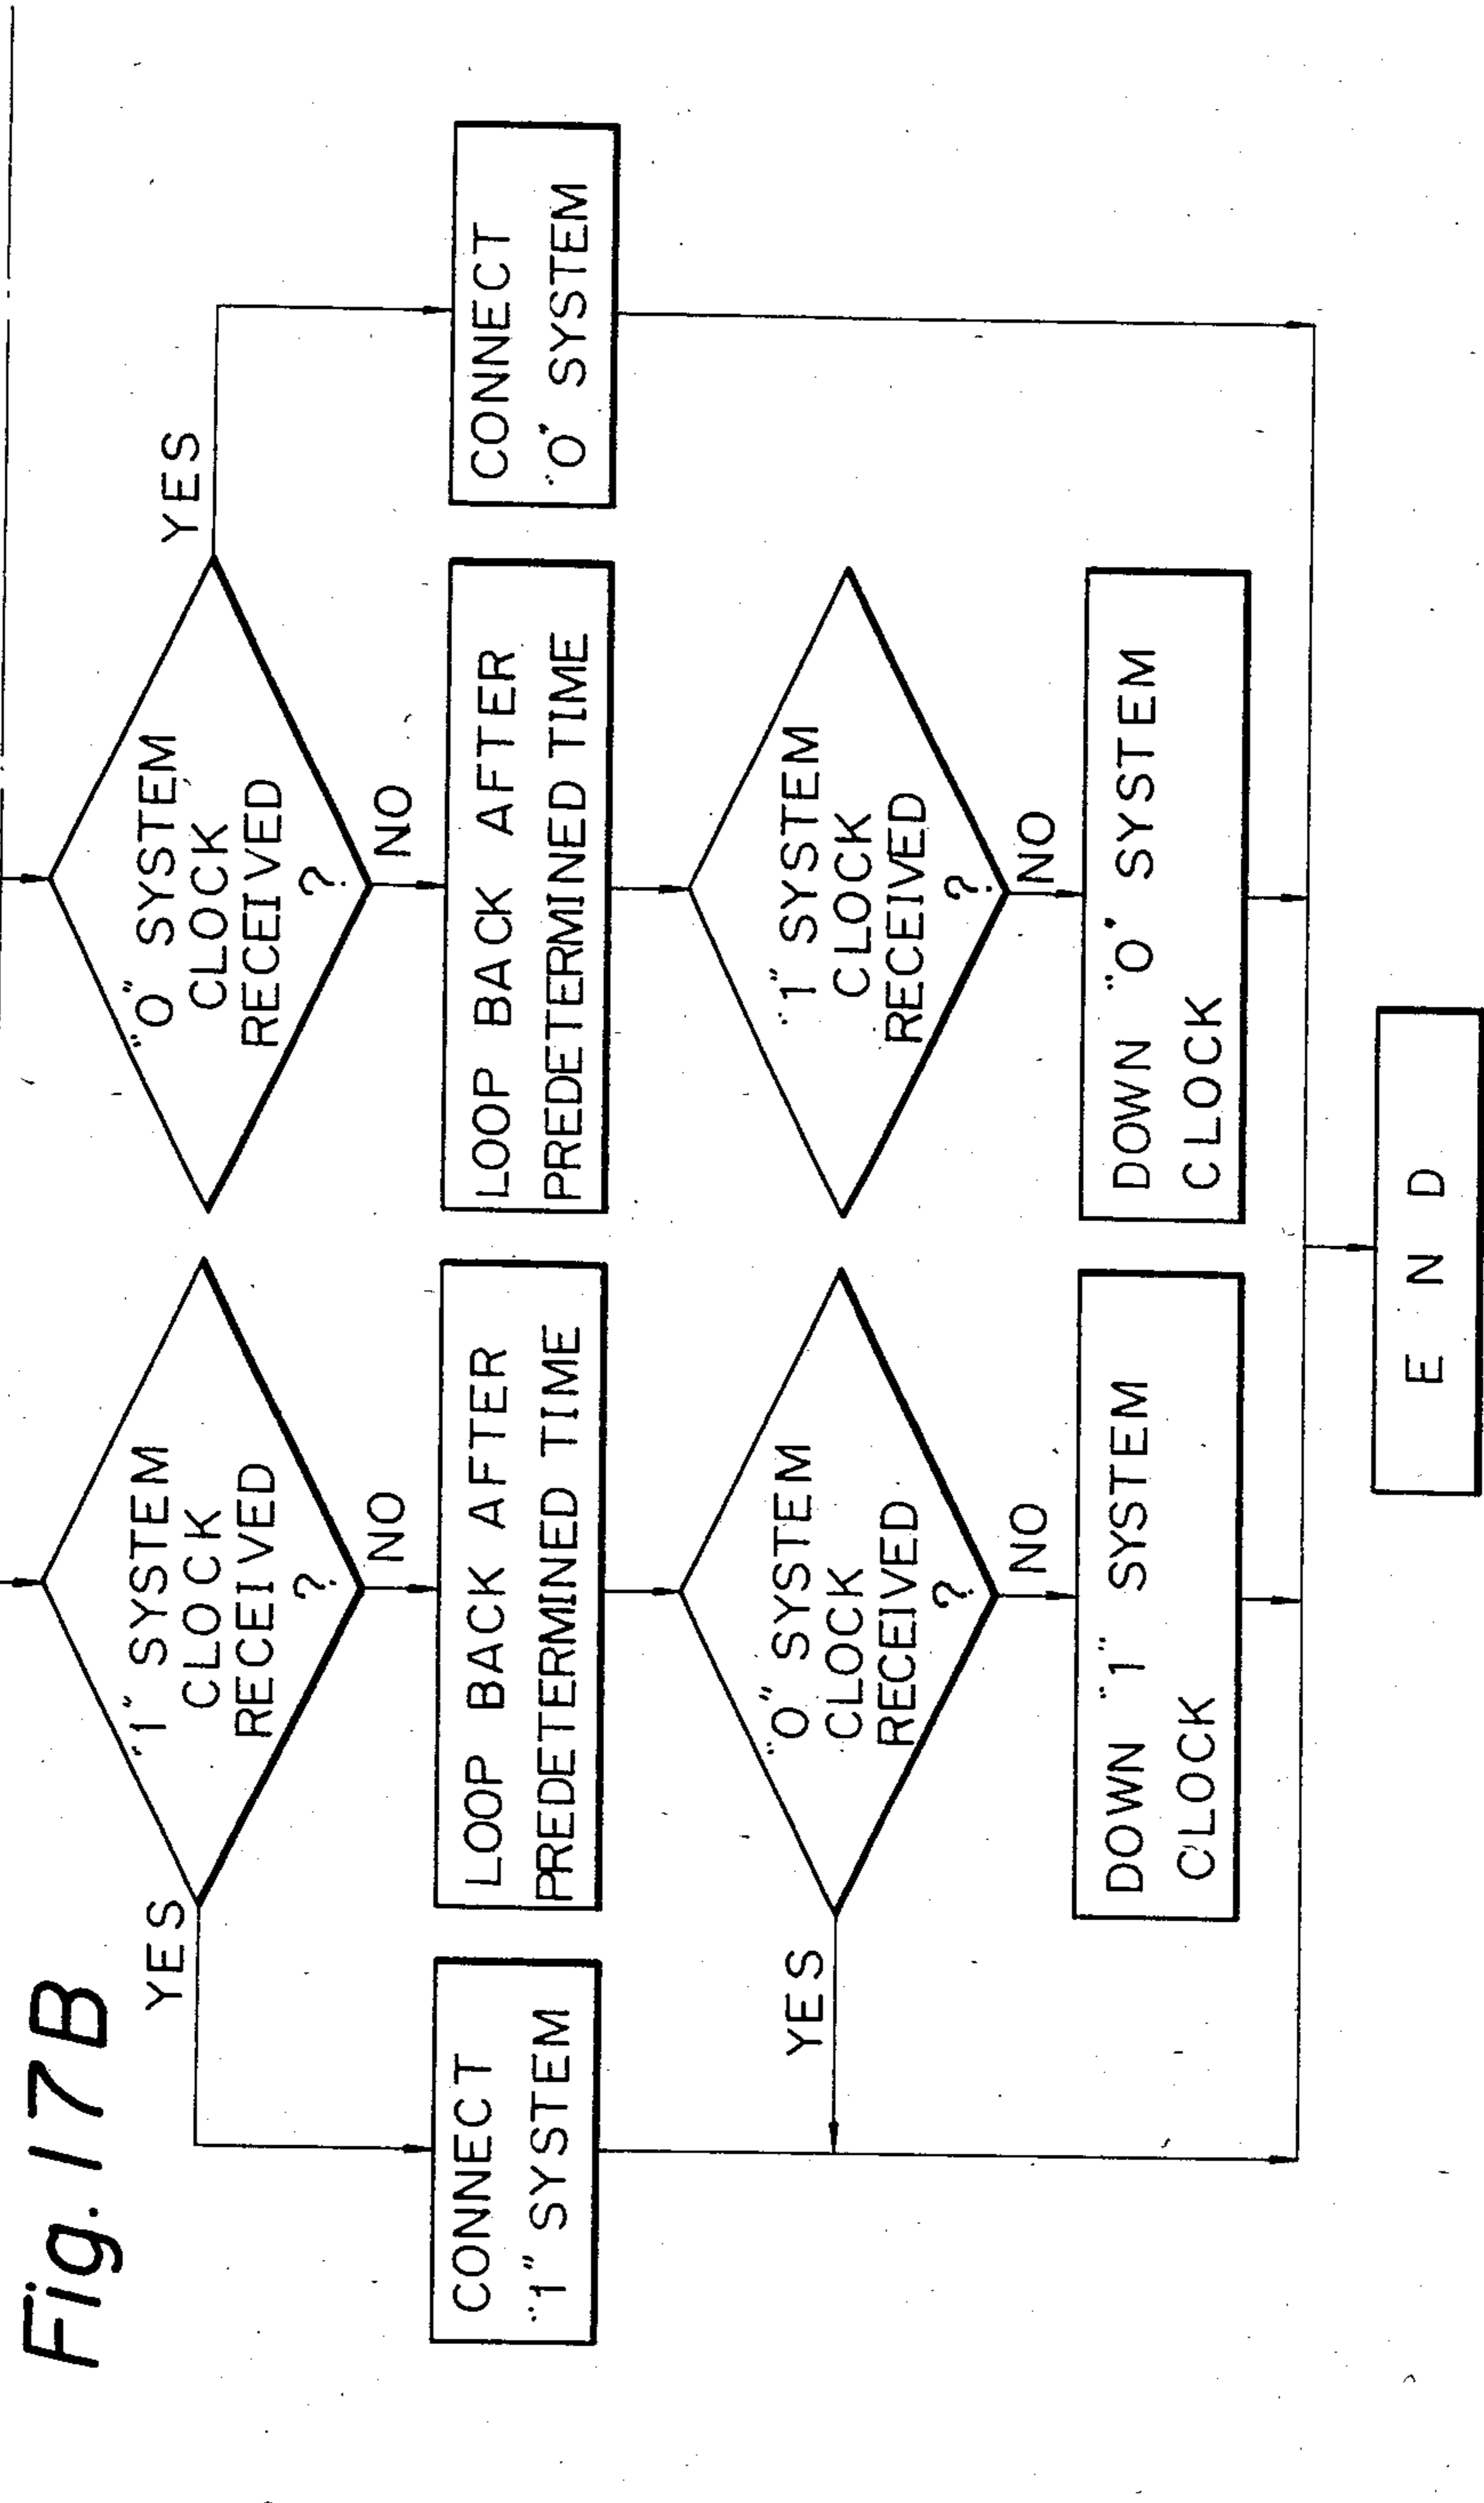 Fig. 17B
"1" SYSTEM
CLOCK
RECEIVED
?
YES
NO
"0" SYSTEM
CLOCK
RECEIVED
?
YES
NO
CONNECT
"1" SYSTEM
LOOP BACK AFTER
PREDETERMINED TIME
LOOP BACK AFTER
PREDETERMINED TIME
CONNECT
"0" SYSTEM
"0" SYSTEM
CLOCK
RECEIVED
?
YES
NO
"1" SYSTEM
CLOCK
RECEIVED
?
NO
DOWN "1" SYSTEM
CLOCK
DOWN "0" SYSTEM
CLOCK
END